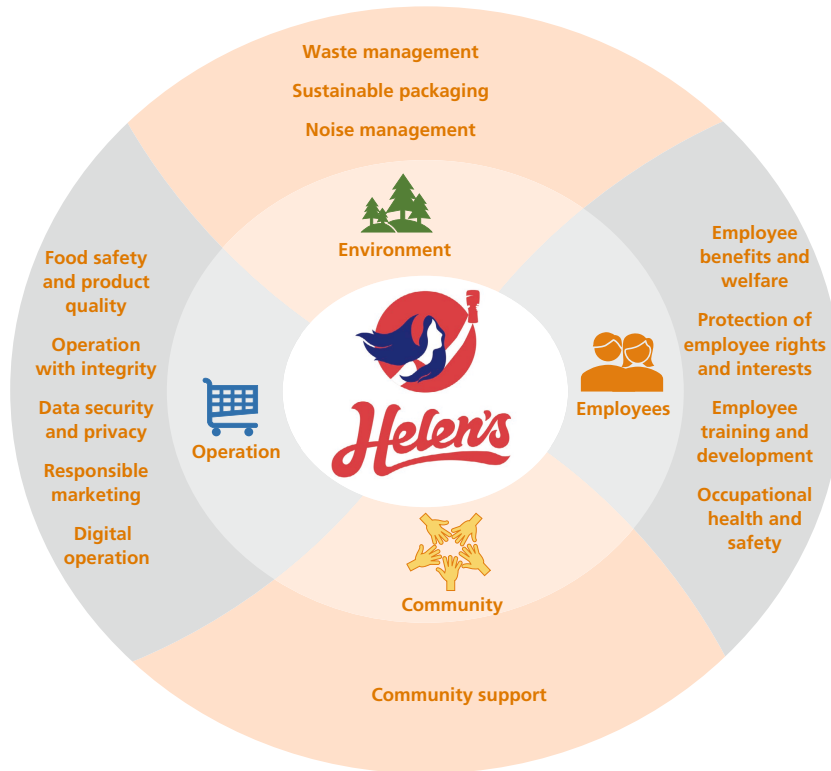 Waste management
Sustainable packaging
Noise management
Environment
Food safety
and product
quality
Operation
with integrity
Data security
and privacy
Responsible
marketing
Digital
operation
Operation
Helen's
Employees
Employee
benefits and
welfare
Protection of
employee rights
and interests
Employee
training and
development
Occupational
health and
safety
Community
Community support